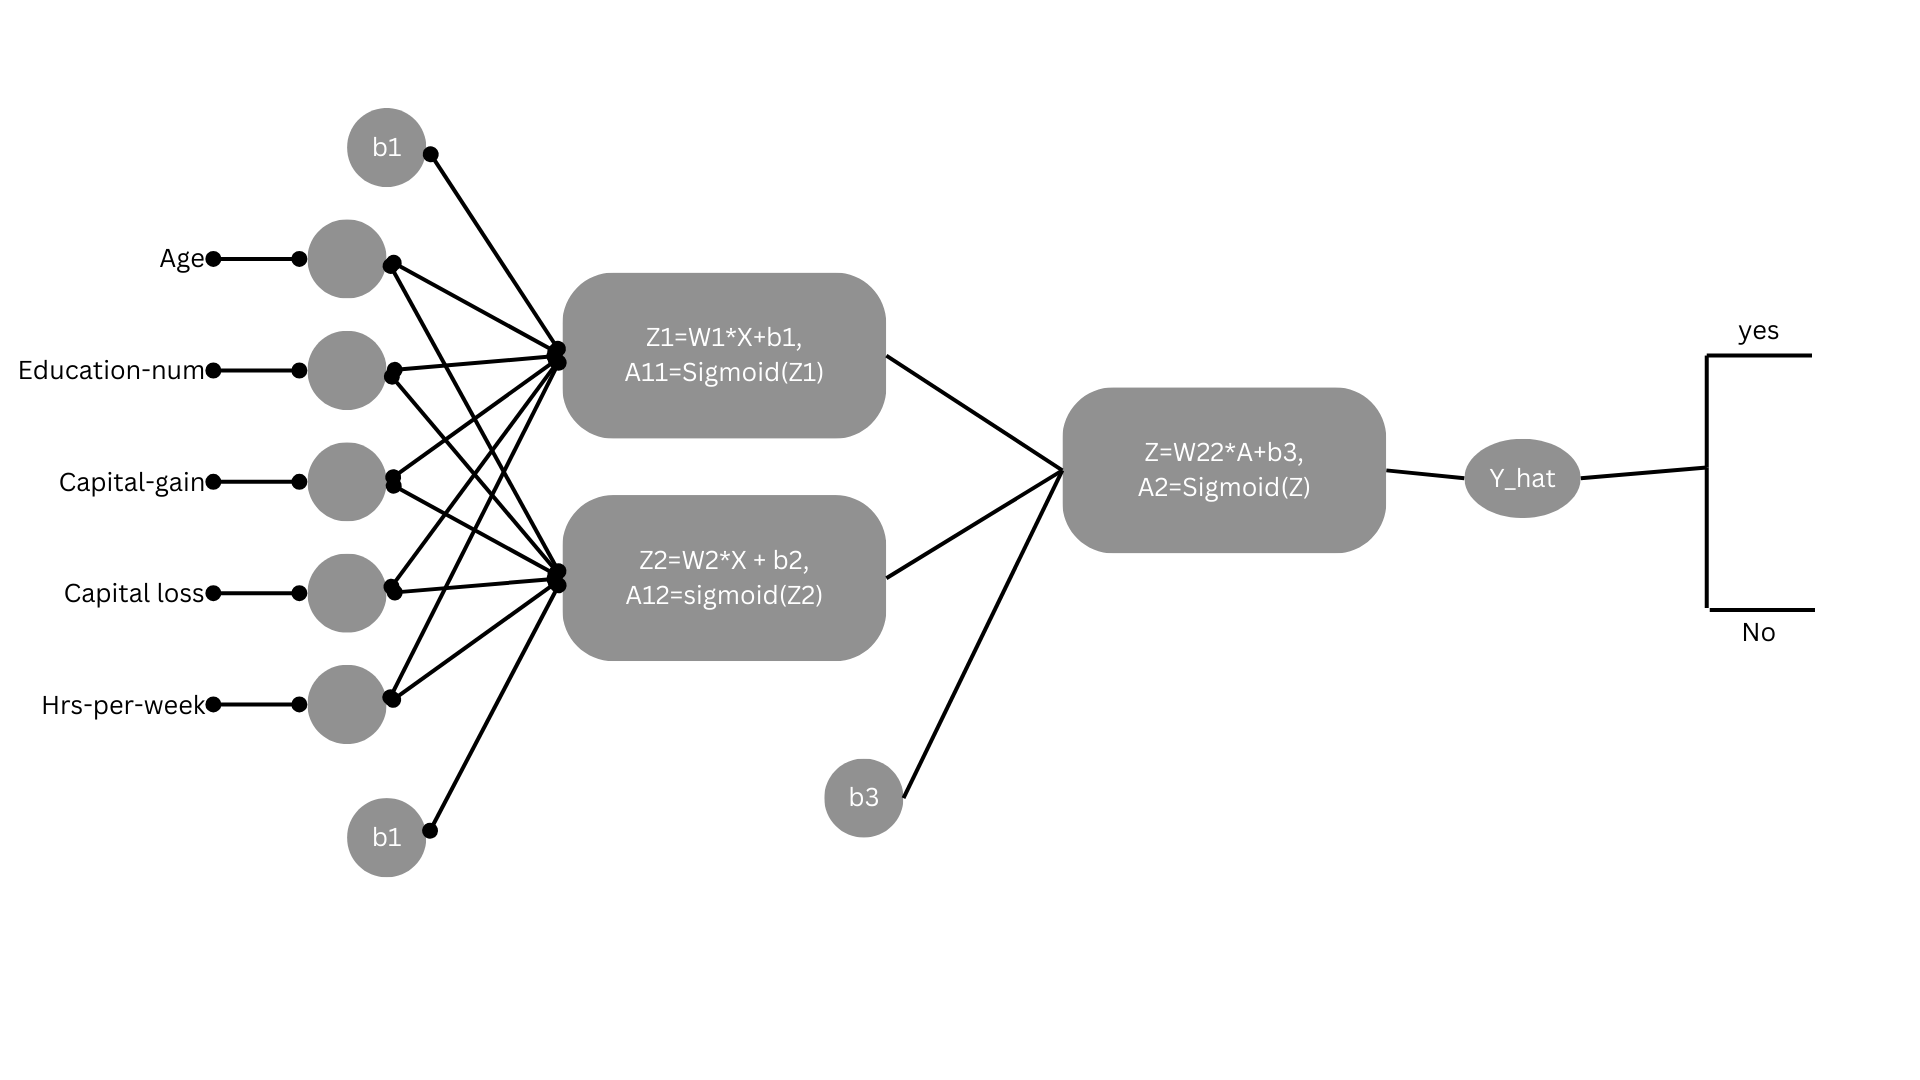 b1
Age
Education-num
Capital-gain
Capital loss
Hrs-per-week
b1
Z1=W1*X+b1,
A11=Sigmoid(Z1)
Z2=W2*X + b2,
A12=sigmoid(Z2)
b3
Z=W22*A+b3,
A2=Sigmoid(Z)
Y_hat
yes
No